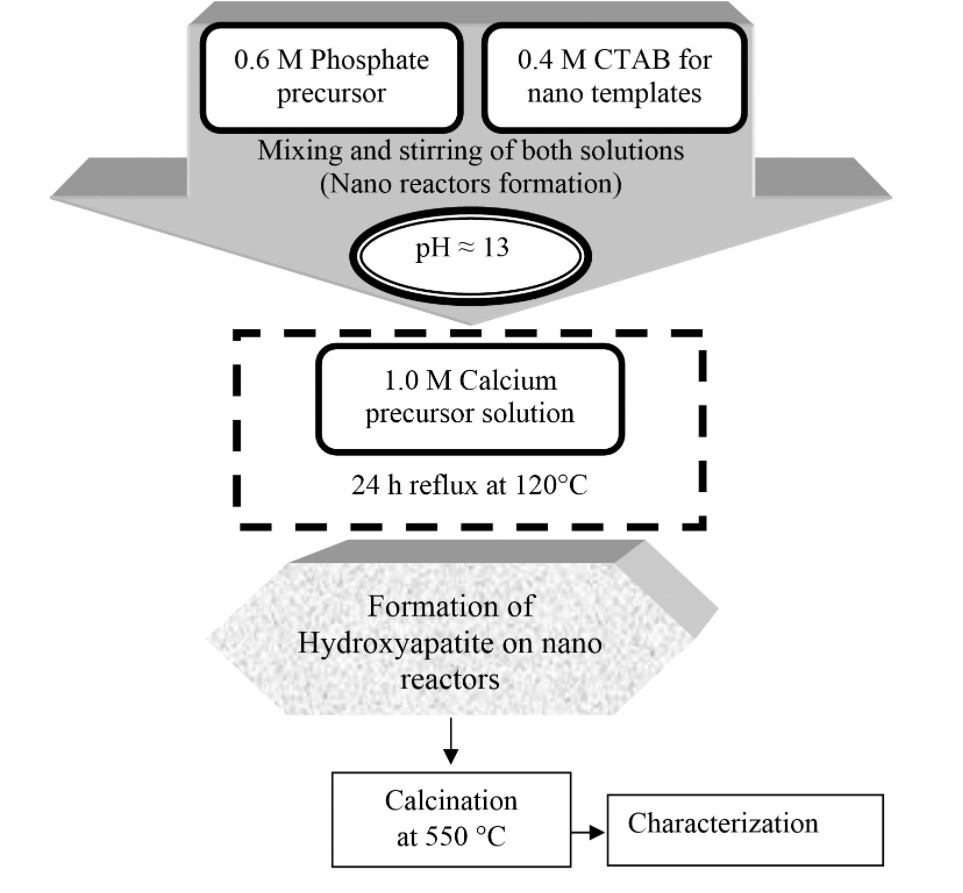 0.6 M Phosphate
precursor
0.4 M CTAB for
nano templates
Mixing and stirring of both solutions
(Nano reactors formation)
pH ≈ 13
1.0 M Calcium
precursor solution
24 h reflux at 120°C
Formation of
Hydroxyapatite on nano
reactors
Calcination
at 550 °C
Characterization